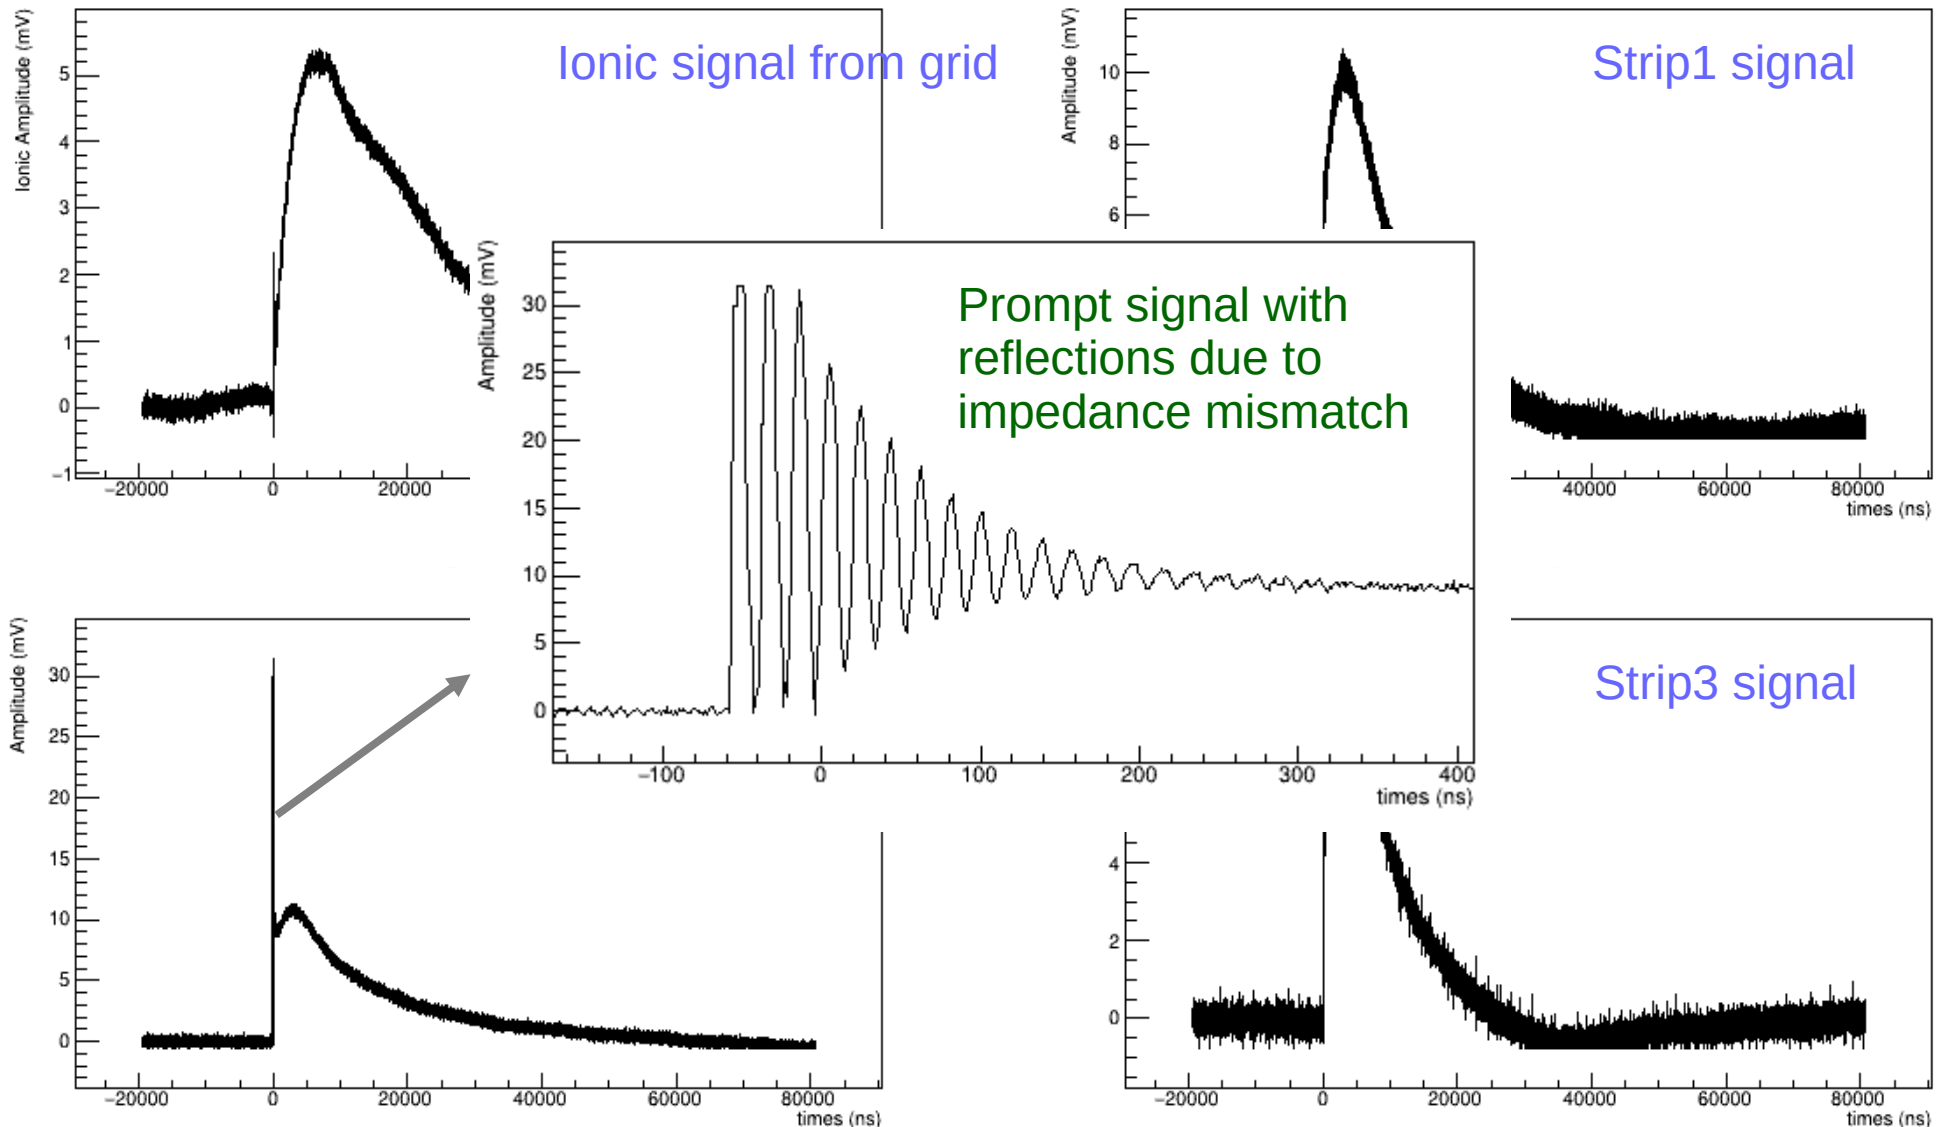 Ionic signal from grid
Ionic Amplitude (mV)
5
4
3
2
1
0
−1
−20000 0 20000
Strip1 signal
Amplitude (mV)
10
8
6
40000 60000 80000
times (ns)
Prompt signal with
reflections due to
impedance mismatch
Amplitude (mV)
30
25
20
15
10
5
0
−100 0 100 200 300 400
times (ns)
Amplitude (mV)
30
25
20
15
10
5
0
−20000 0 20000 40000 60000 80000
times (ns)
Strip3 signal
4
2
0
−20000 0 20000 40000 60000 80000
times (ns)